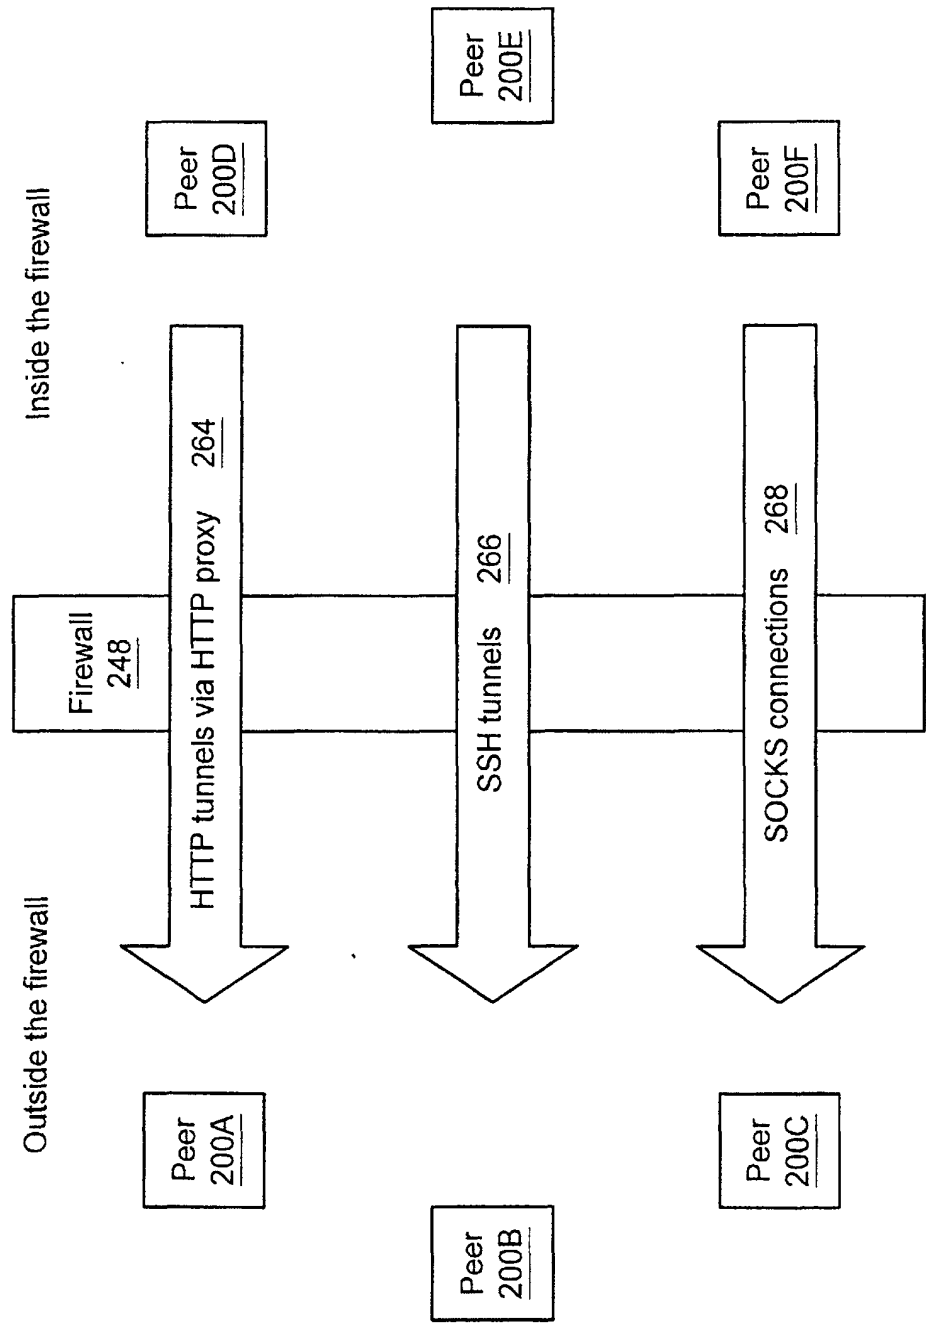 Outside the firewall
Inside the firewall
Firewall
248
Peer
200A
HTTP tunnels via HTTP proxy 264
Peer
200D
Peer
200B
SSH tunnels 266
Peer
200E
Peer
200C
SOCKS connections 268
Peer
200F